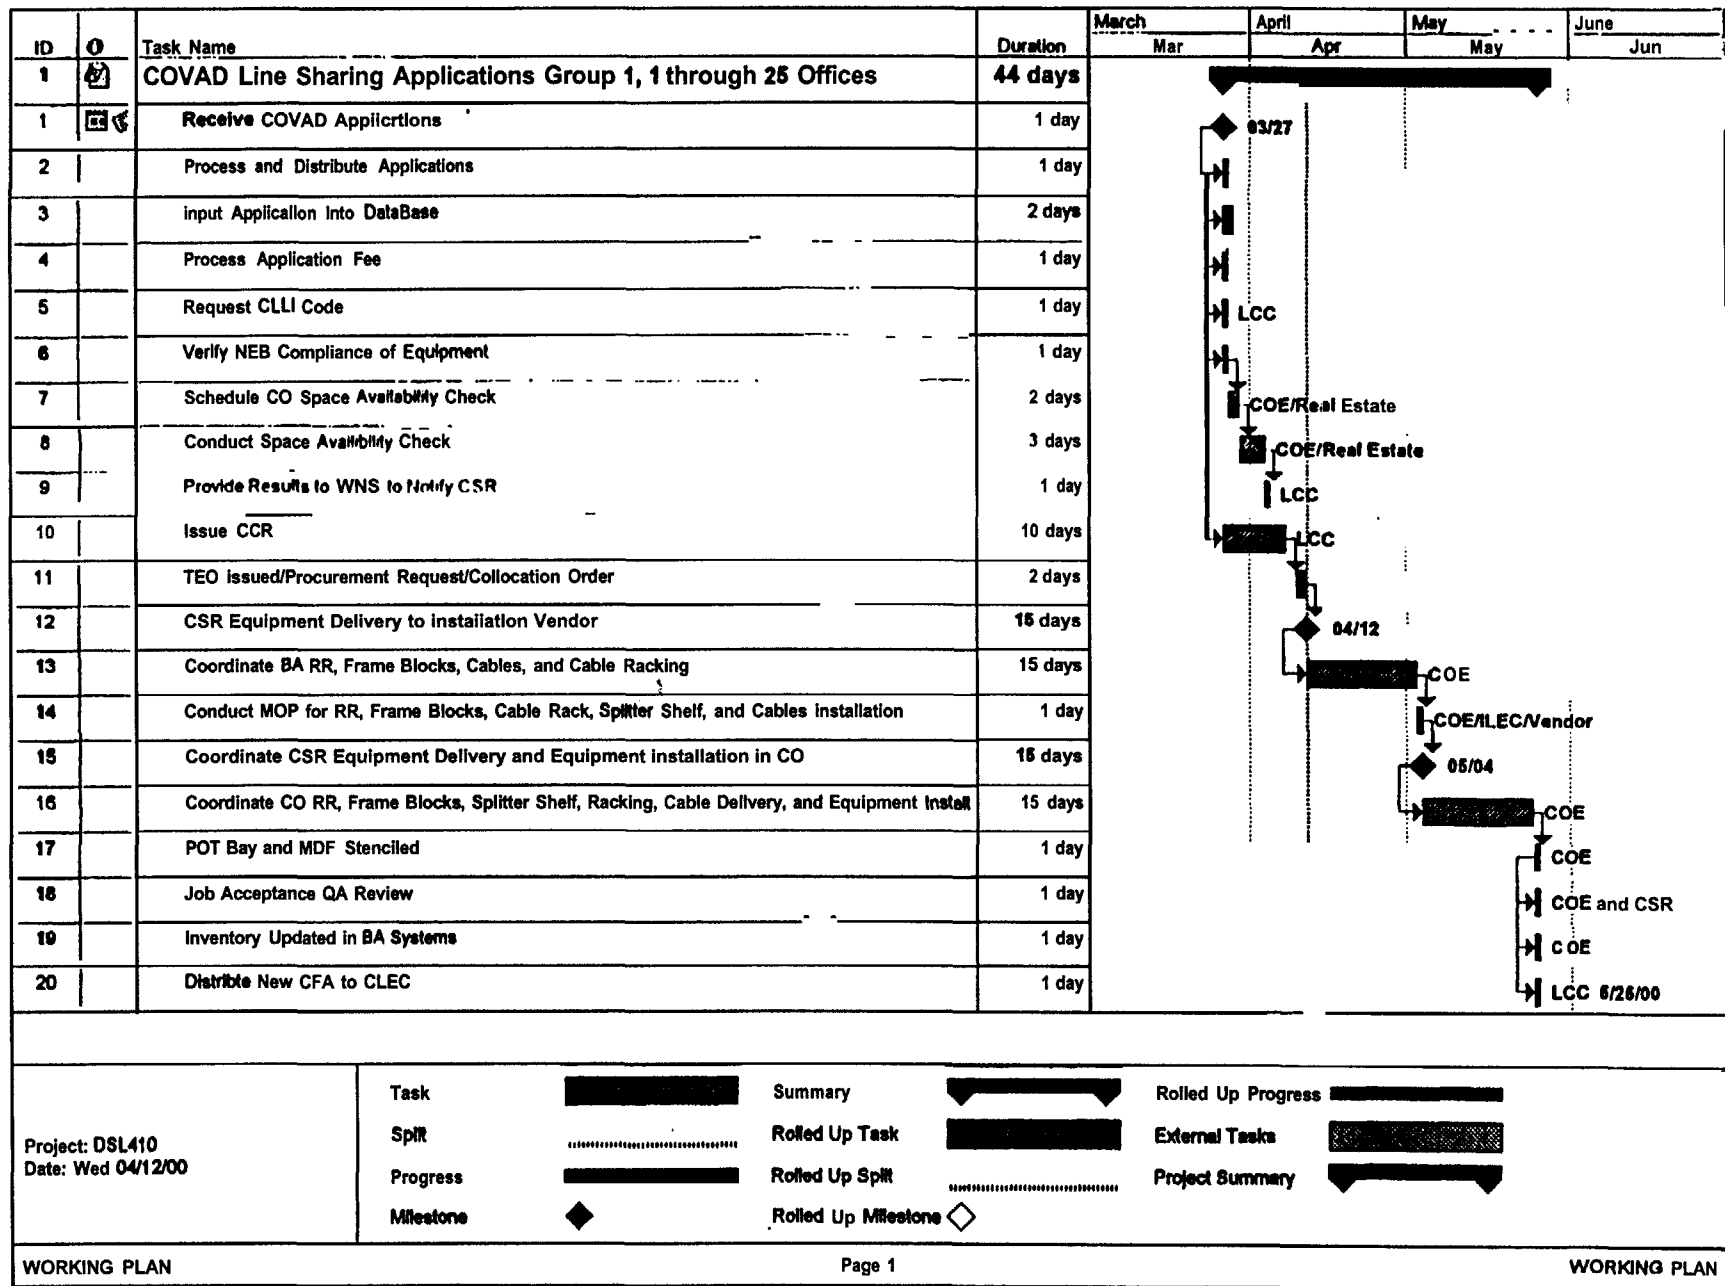 March April May June
ID Task Name Duration Mar Apr May Jun
1 COVAD Line Sharing Applications Group 1, 1 through 25 Offices 44 days
1 Receive COVAD Appiicrtlons 1 day 03/27
2 Process and Distribute Applications 1 day
3 input Applicallon Into DataBase 2 days
4 Process Application Fee 1 day
5 Request CLLI Code 1 day LCC
6 Verify NEB Compliance of Equipment 1 day
7 Schedule CO Space Availability Check 2 days COE/Real Estate
8 Conduct Space Availrbility Check 3 days COE/Real Estate
9 Provide Results to WNS to Notify CSR 1 day LCC
10 Issue CCR 10 days LCC
11 TEO issued/Procurement Request/Collocation Order 2 days
12 CSR Equipment Delivery to instaiiation Vendor 15 days 04/12
13 Coordinate BA RR, Frame Blocks, Cables, and Cable Racking 15 days COE
14 Conduct MOP for RR, Frame Blocks, Cable Rack, Splitter Shelf, and Cables installation 1 day COE/ILEC/Vendor
15 Coordinate CSR Equipment Delivery and Equipment installation in CO 15 days 05/04
16 Coordinate CO RR, Frame Blocks, Splitter Shelf, Racking, Cable Delivery, and Equipment Install 15 days COE
17 POT Bay and MDF Stenciled 1 day COE
18 Job Acceptance QA Review 1 day COE and CSR
19 Inventory Updated in BA Systems 1 day COE
20 Distribte New CFA to CLEC 1 day LCC 5/25/00
Project: DSL410
Date: Wed 04/12/00
Task Summary Rolled Up Progress
Split Rolled Up Task External Tasks
Progress Rolled Up Split Project Summary
Milestone Rolled Up Milestone
WORKING PLAN Page 1 WORKING PLAN